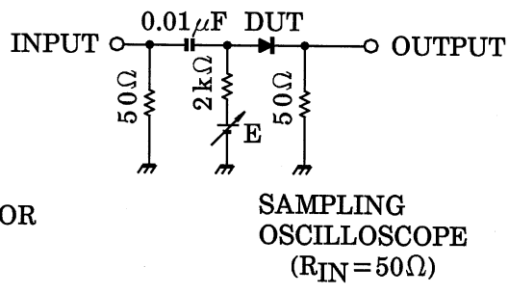 0.01μF DUT
INPUT OUTPUT
50Ω 2kΩ 50Ω
E
OR
SAMPLING
OSCILLOSCOPE
(RIN=50Ω)